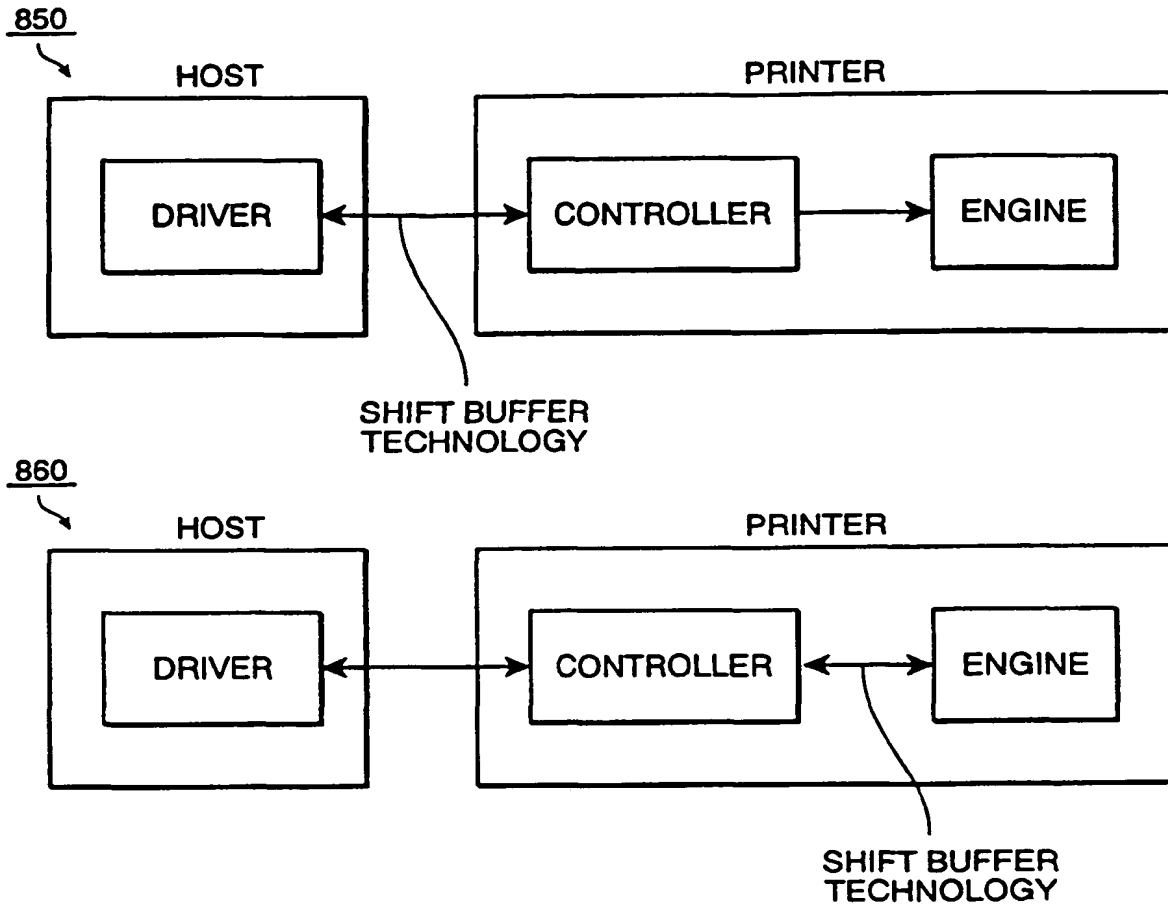 850
HOST
PRINTER
DRIVER
CONTROLLER
ENGINE
SHIFT BUFFER
TECHNOLOGY
860
HOST
PRINTER
DRIVER
CONTROLLER
ENGINE
SHIFT BUFFER
TECHNOLOGY